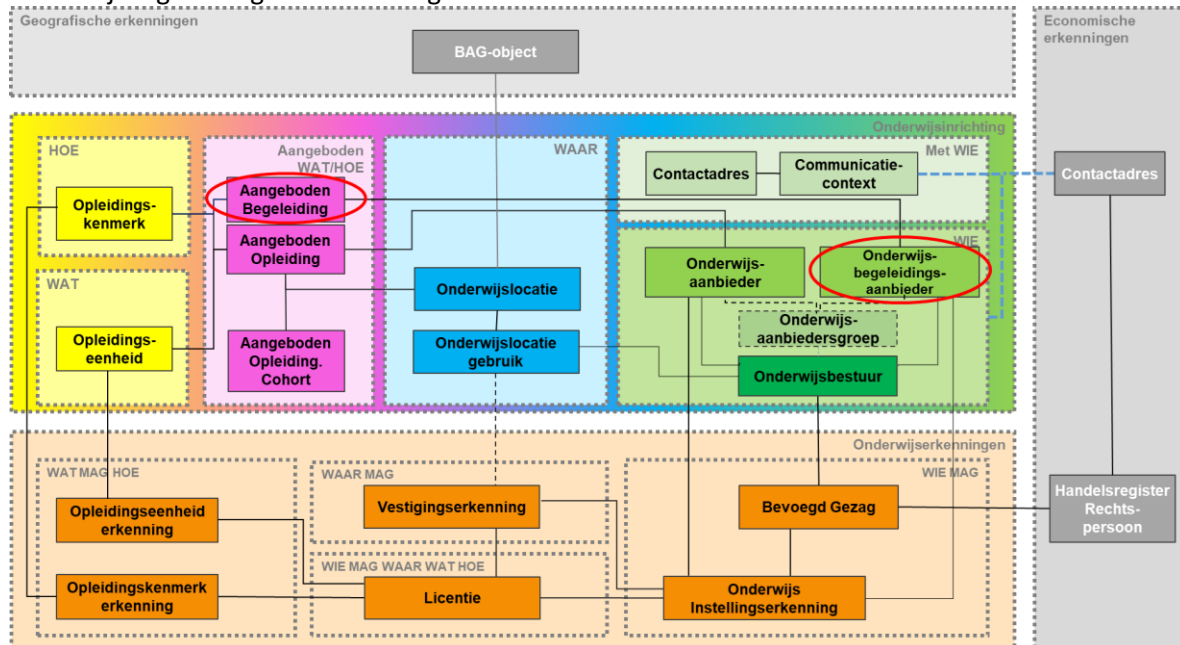 Geografische erkenningen
BAG-object
Economische
erkenningen
Contactadres
Handelsregister
Rechts-
persoon
Onderwijsinrichting
HOE
Opleidings-
kenmerk
WAT
Opleidings-
eenheid
Aangeboden
WAT/HOE
Aangeboden
Begeleiding
Aangeboden
Opleiding
Aangeboden
Opleiding.
Cohort
WAAR
Onderwijslocatie
Onderwijslocatie
gebruik
Met WIE
Contactadres
Communicatie-
context
WIE
Onderwijs-
aanbieder
Onderwijs-
begeleidings-
aanbieder
Onderwijs-
aanbiedersgroep
Onderwijsbestuur
Onderwijserkenningen
WAT MAG HOE
Opleidingseenheid
erkenning
Opleidingskenmerk
erkenning
WAAR MAG
Vestigingserkenning
WIE MAG WAAR WAT HOE
Licentie
WIE MAG
Bevoegd Gezag
Onderwijs
Instellingserkenning